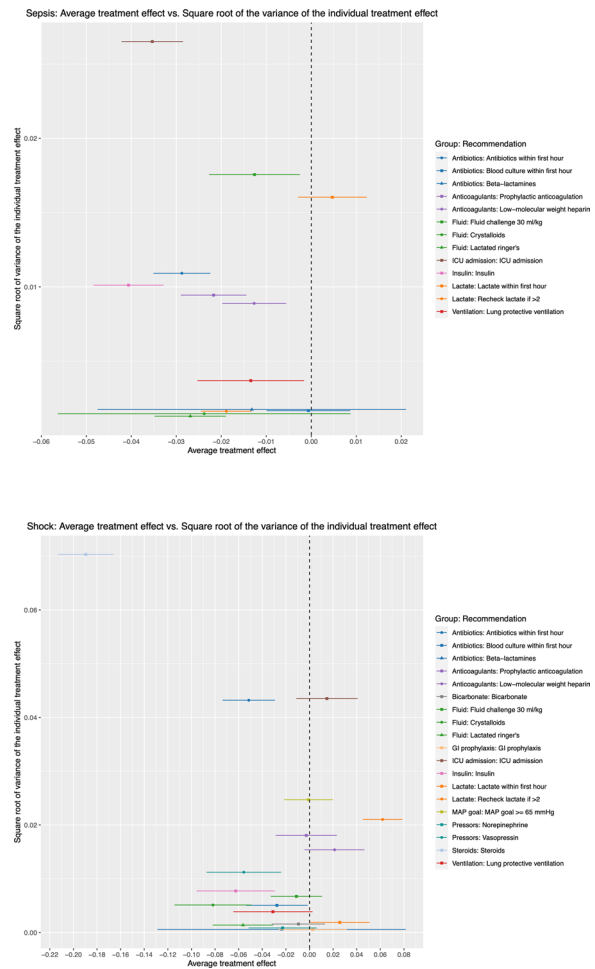 Sepsis: Average treatment effect vs. Square root of the variance of the individual treatment effect
Square root of variance of the individual treatment effect
0.02
0.01
−0.06 −0.05 −0.04 −0.03 −0.02 −0.01 0.00 0.01 0.02
Average treatment effect
Group: Recommendation
Antibiotics: Antibiotics within first hour
Antibiotics: Blood culture within first hour
Antibiotics: Beta−lactamines
Anticoagulants: Prophylactic anticoagulation
Anticoagulants: Low−molecular weight heparin
Fluid: Fluid challenge 30 ml/kg
Fluid: Crystalloids
Fluid: Lactated ringer's
ICU admission: ICU admission
Insulin: Insulin
Lactate: Lactate within first hour
Lactate: Recheck lactate if >2
Ventilation: Lung protective ventilation
Shock: Average treatment effect vs. Square root of the variance of the individual treatment effect
Square root of variance of the individual treatment effect
0.06
0.04
0.02
0.00
−0.22 −0.20 −0.18 −0.16 −0.14 −0.12 −0.10 −0.08 −0.06 −0.04 −0.02 0.00 0.02 0.04 0.06 0.08
Average treatment effect
Group: Recommendation
Antibiotics: Antibiotics within first hour
Antibiotics: Blood culture within first hour
Antibiotics: Beta−lactamines
Anticoagulants: Prophylactic anticoagulation
Anticoagulants: Low−molecular weight heparin
Bicarbonate: Bicarbonate
Fluid: Fluid challenge 30 ml/kg
Fluid: Crystalloids
Fluid: Lactated ringer's
GI prophylaxis: GI prophylaxis
ICU admission: ICU admission
Insulin: Insulin
Lactate: Lactate within first hour
Lactate: Recheck lactate if >2
MAP goal: MAP goal >= 65 mmHg
Pressors: Norepinephrine
Pressors: Vasopressin
Steroids: Steroids
Ventilation: Lung protective ventilation